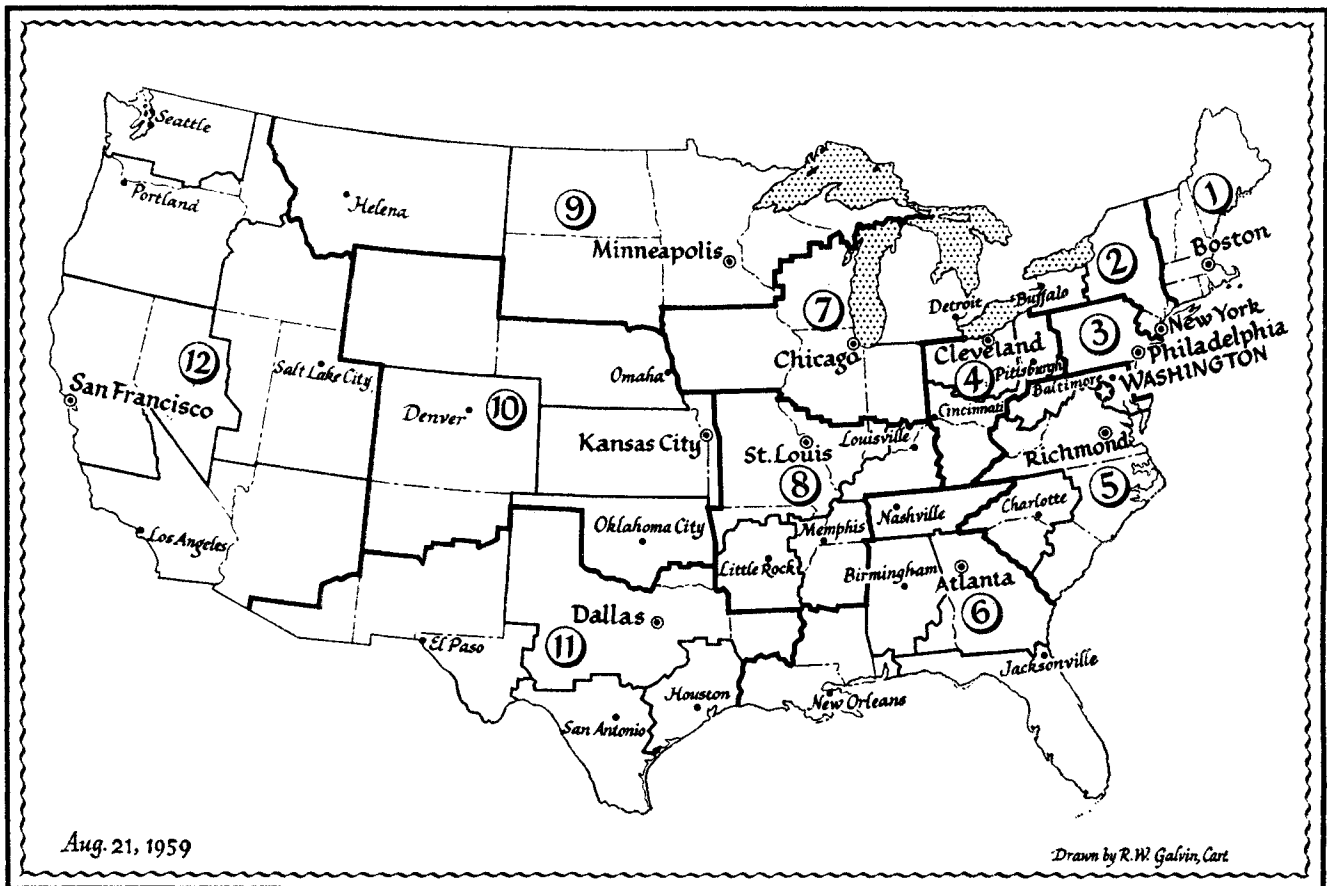 Seattle
Portland
Helena
9
Minneapolis
1
Boston
2
Buffalo
Detroit
7
Chicago
New York
3
Philadelphia
Cleveland
Pittsburgh
4
Baltimore
WASHINGTON
Cincinnati
12
Salt Lake City
San Francisco
Omaha
Denver
10
Kansas City
St. Louis
Louisville
8
Richmond
5
Los Angeles
Oklahoma City
Nashville
Charlotte
Memphis
Little Rock
Birmingham
Atlanta
6
Dallas
11
El Paso
Jacksonville
Houston
San Antonio
New Orleans
Aug. 21, 1959
Drawn by R.W. Galvin, Cart.